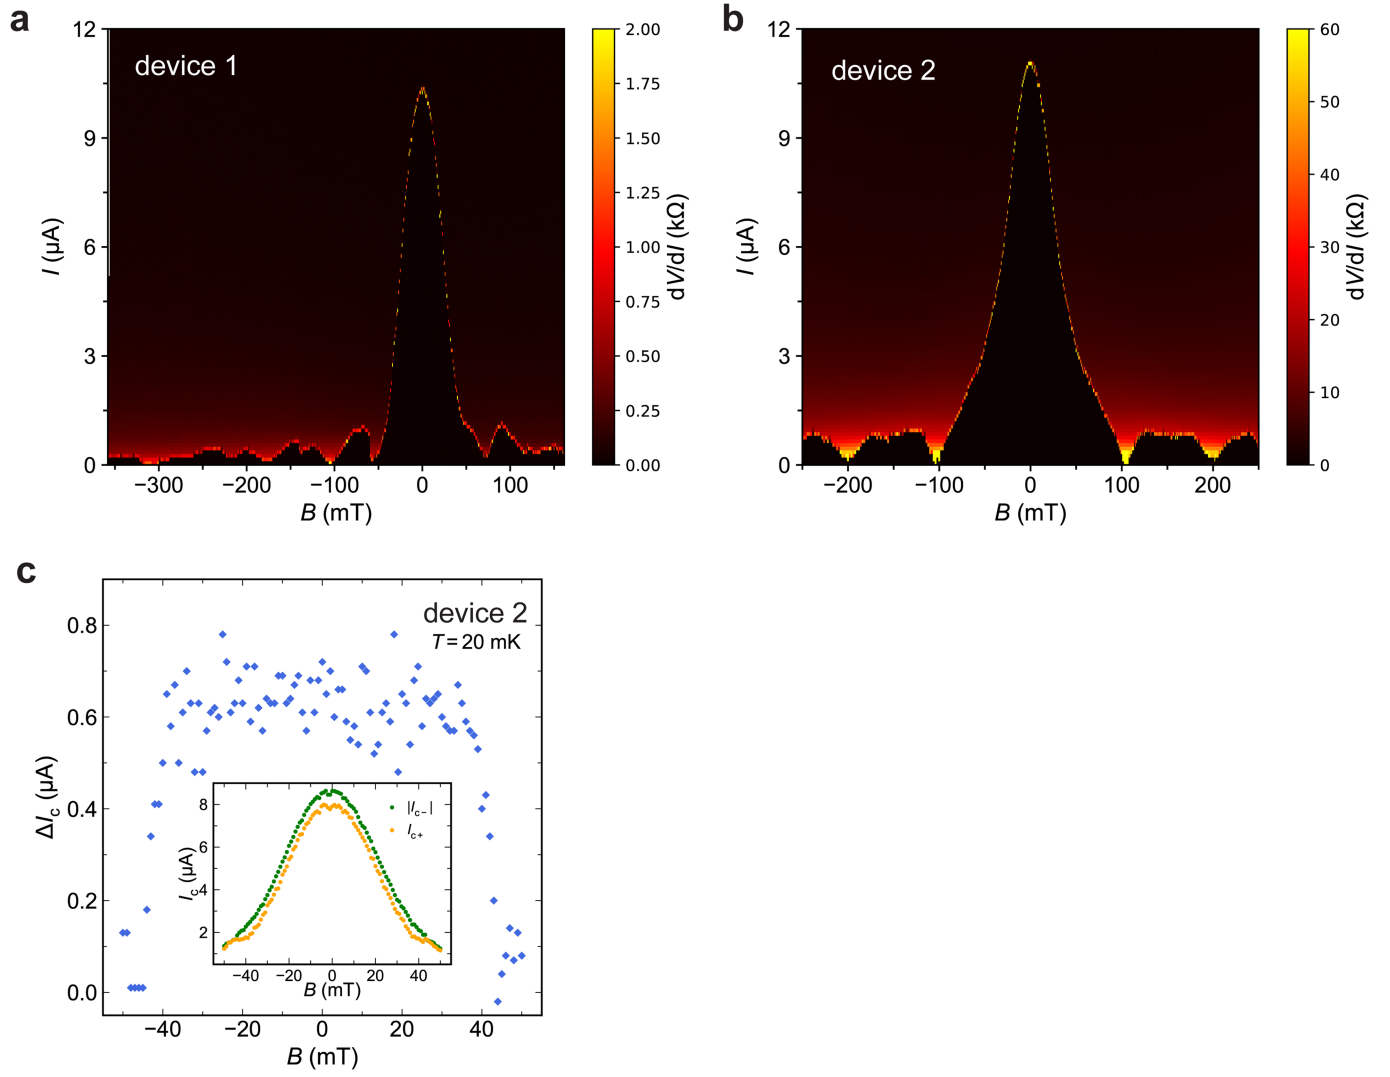 a
device 1
12
9
6
3
0
I (µA)
−300
−200
−100
0
100
B (mT)
2.00
1.75
1.50
1.25
1.00
0.75
0.50
0.25
0.00
dV/dI (kΩ)
b
device 2
12
9
6
3
0
I (µA)
−200
−100
0
100
200
B (mT)
60
50
40
30
20
10
0
dV/dI (kΩ)
c
device 2
T = 20 mK
0.8
0.6
0.4
0.2
0.0
ΔIc (µA)
−40
−20
0
20
40
B (mT)
|Ic−|
Ic+
8
6
4
2
Ic (µA)
−40
−20
0
20
40
B (mT)